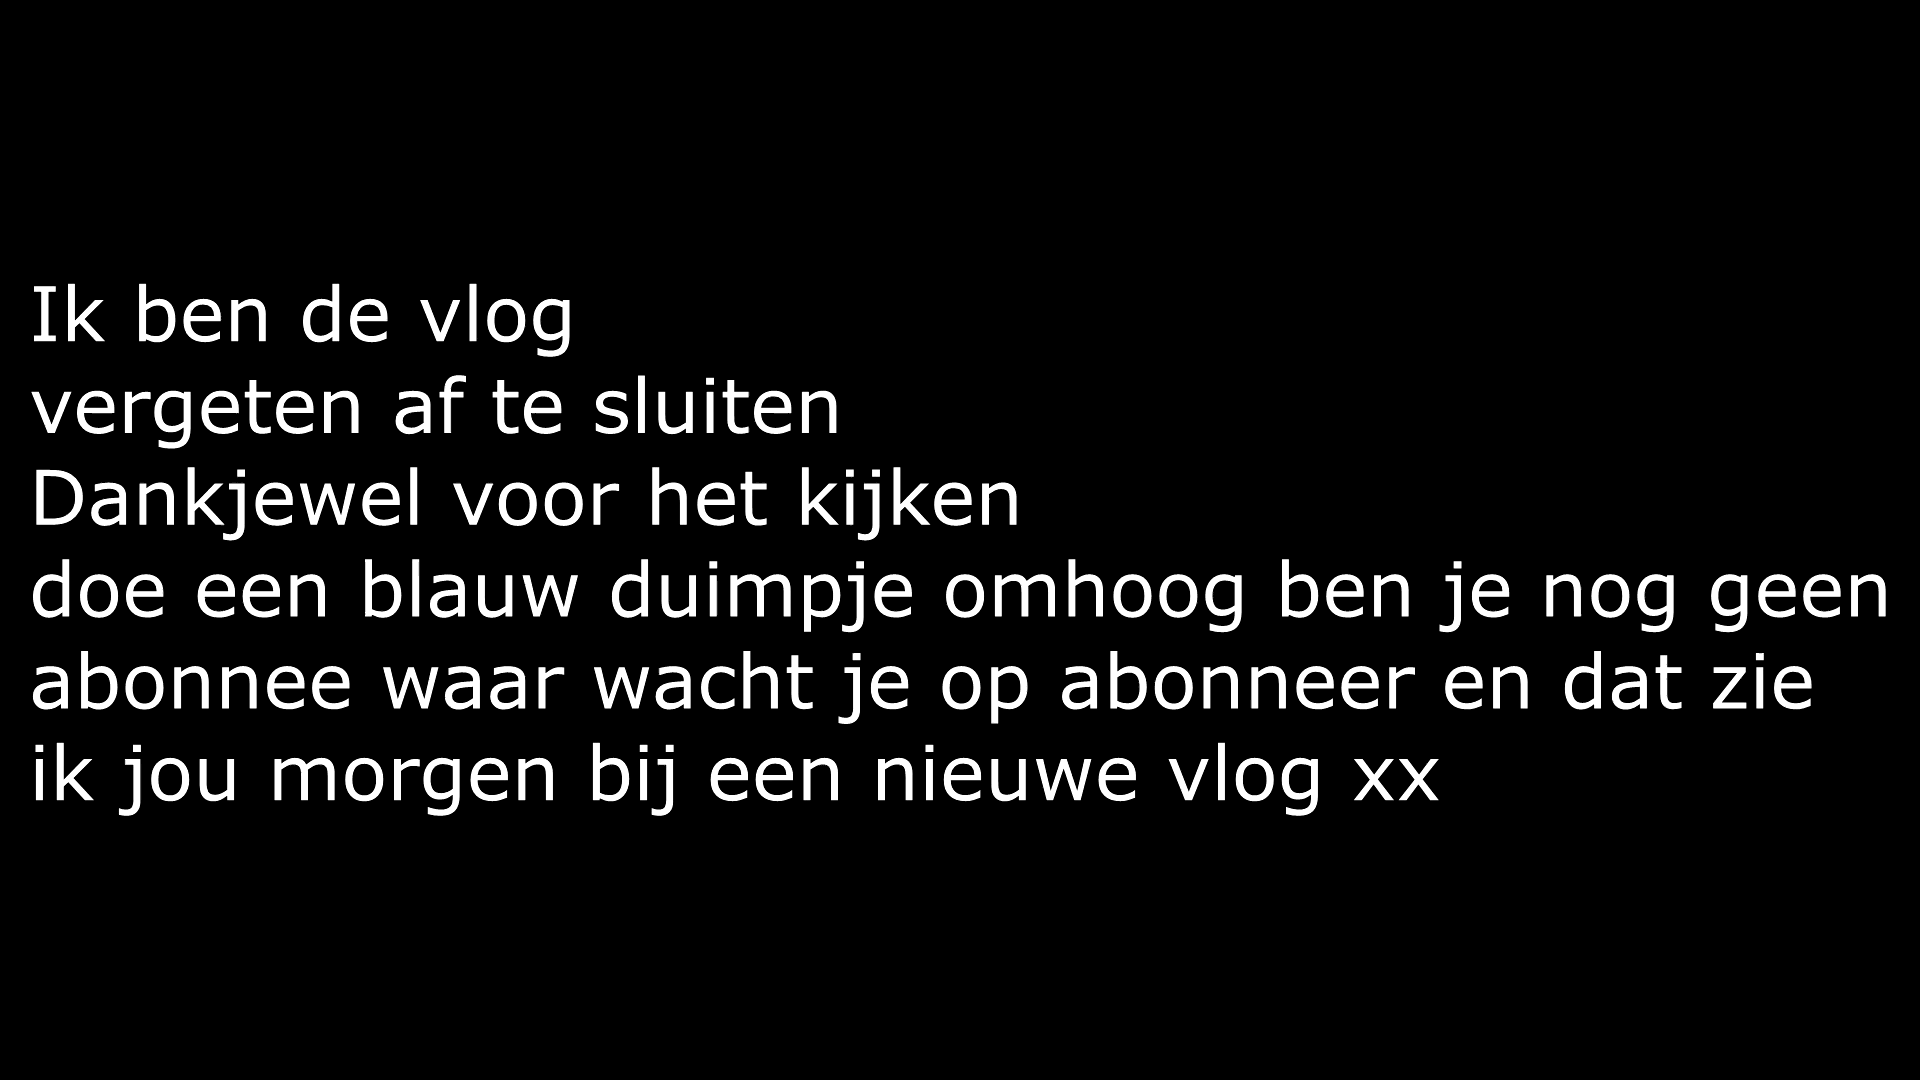 Ik ben de vlog
vergeten af te sluiten
Dankjewel voor het kijken
doe een blauw duimpje omhoog ben je nog geen
abonnee waar wacht je op abonneer en dat zie
ik jou morgen bij een nieuwe vlog xx